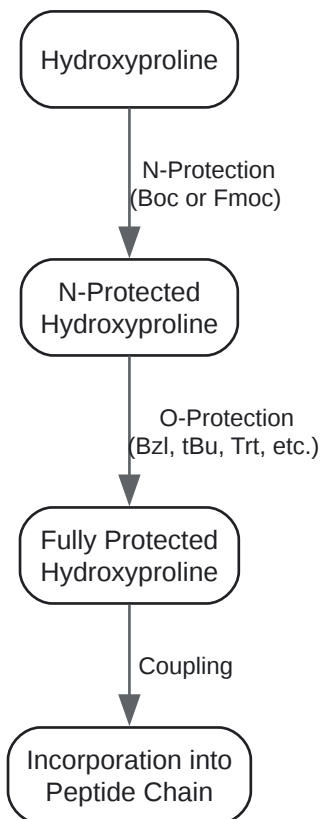 Hydroxyproline
N-Protection
(Boc or Fmoc)
N-Protected
Hydroxyproline
O-Protection
(Bzl, tBu, Trt, etc.)
Fully Protected
Hydroxyproline
Coupling
Incorporation into
Peptide Chain